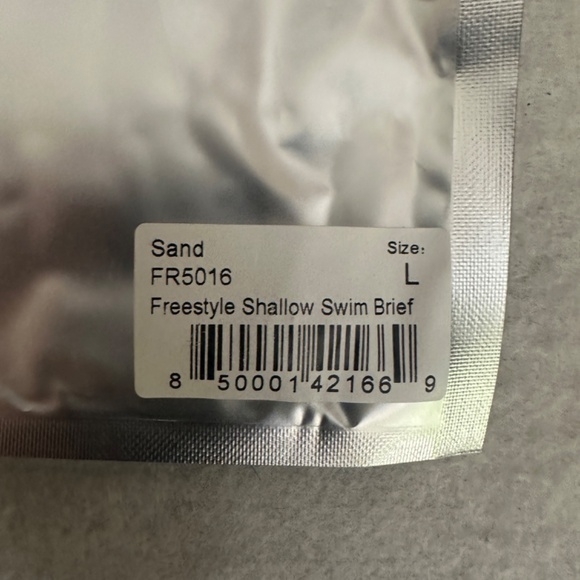 Sand
Size:
FR5016
L
Freestyle Shallow Swim Brief
8 50001 42166 9